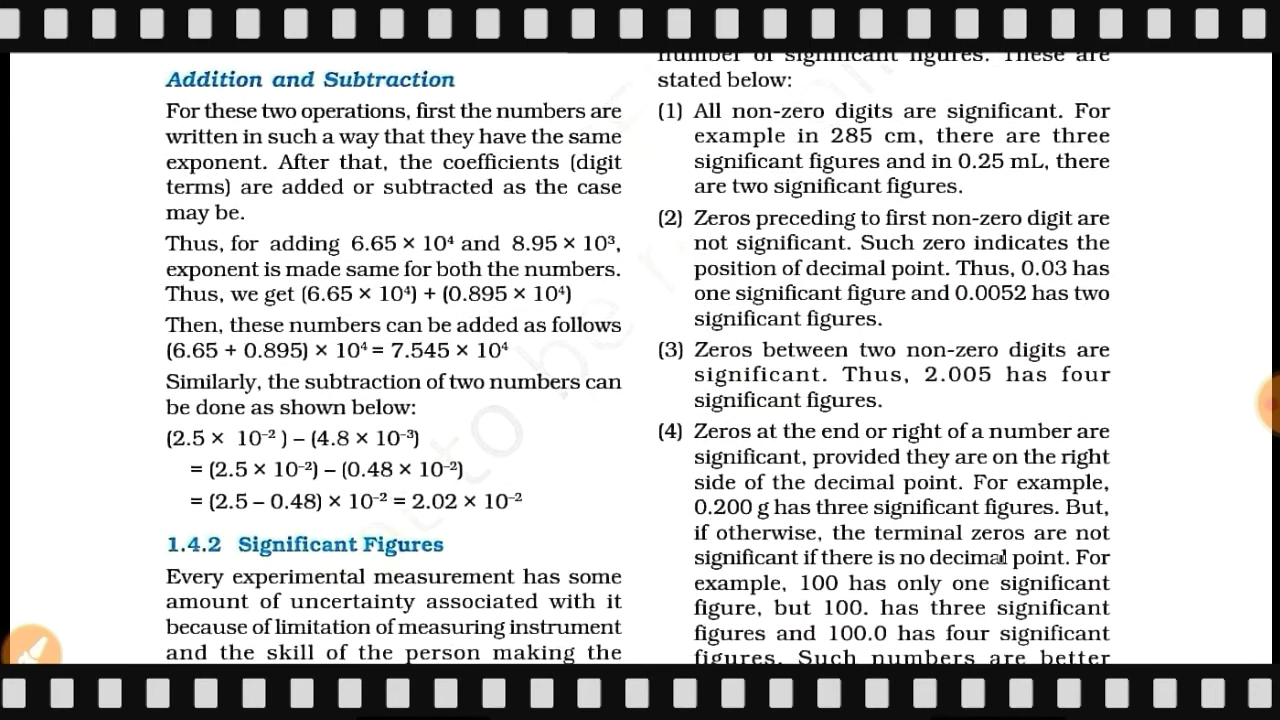 Addition and Subtraction
For these two operations, first the numbers are
written in such a way that they have the same
exponent. After that, the coefficients (digit
terms) are added or subtracted as the case
may be.
Thus, for adding 6.65 × 10⁴ and 8.95 × 10³,
exponent is made same for both the numbers.
Thus, we get (6.65 × 10⁴) + (0.895 × 10⁴)
Then, these numbers can be added as follows
(6.65 + 0.895) × 10⁴ = 7.545 × 10⁴
Similarly, the subtraction of two numbers can
be done as shown below:
(2.5 × 10⁻²) – (4.8 × 10⁻³)
= (2.5 × 10⁻²) – (0.48 × 10⁻²)
= (2.5 – 0.48) × 10⁻² = 2.02 × 10⁻²
1.4.2 Significant Figures
Every experimental measurement has some
amount of uncertainty associated with it
because of limitation of measuring instrument
and the skill of the person making the
number of significant figures. These are
stated below:
(1) All non-zero digits are significant. For
example in 285 cm, there are three
significant figures and in 0.25 mL, there
are two significant figures.
(2) Zeros preceding to first non-zero digit are
not significant. Such zero indicates the
position of decimal point. Thus, 0.03 has
one significant figure and 0.0052 has two
significant figures.
(3) Zeros between two non-zero digits are
significant. Thus, 2.005 has four
significant figures.
(4) Zeros at the end or right of a number are
significant, provided they are on the right
side of the decimal point. For example,
0.200 g has three significant figures. But,
if otherwise, the terminal zeros are not
significant if there is no decimal point. For
example, 100 has only one significant
figure, but 100. has three significant
figures and 100.0 has four significant
figures. Such numbers are better